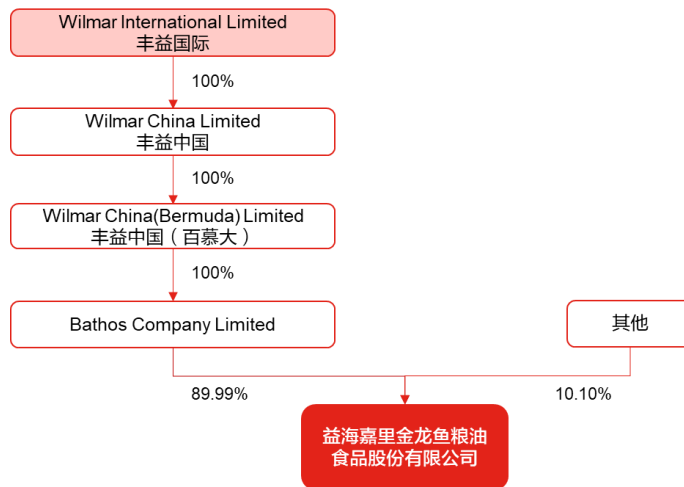 Wilmar International Limited
丰益国际
100%
Wilmar China Limited
丰益中国
100%
Wilmar China(Bermuda) Limited
丰益中国（百慕大）
100%
Bathos Company Limited
其他
89.99%
10.10%
益海嘉里金龙鱼粮油
食品股份有限公司